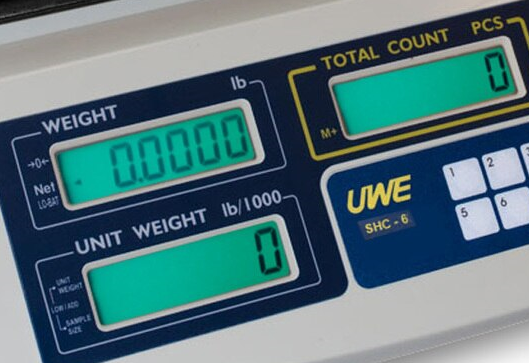 TOTAL COUNT PCS
0
M+
WEIGHT lb
→0←
0.0000
Net
LO-BAT
UNIT WEIGHT lb/1000
0
UNIT
WEIGHT
LOW / ADD
SAMPLE
SIZE
UWE
SHC - 6
1 2 3
5 6